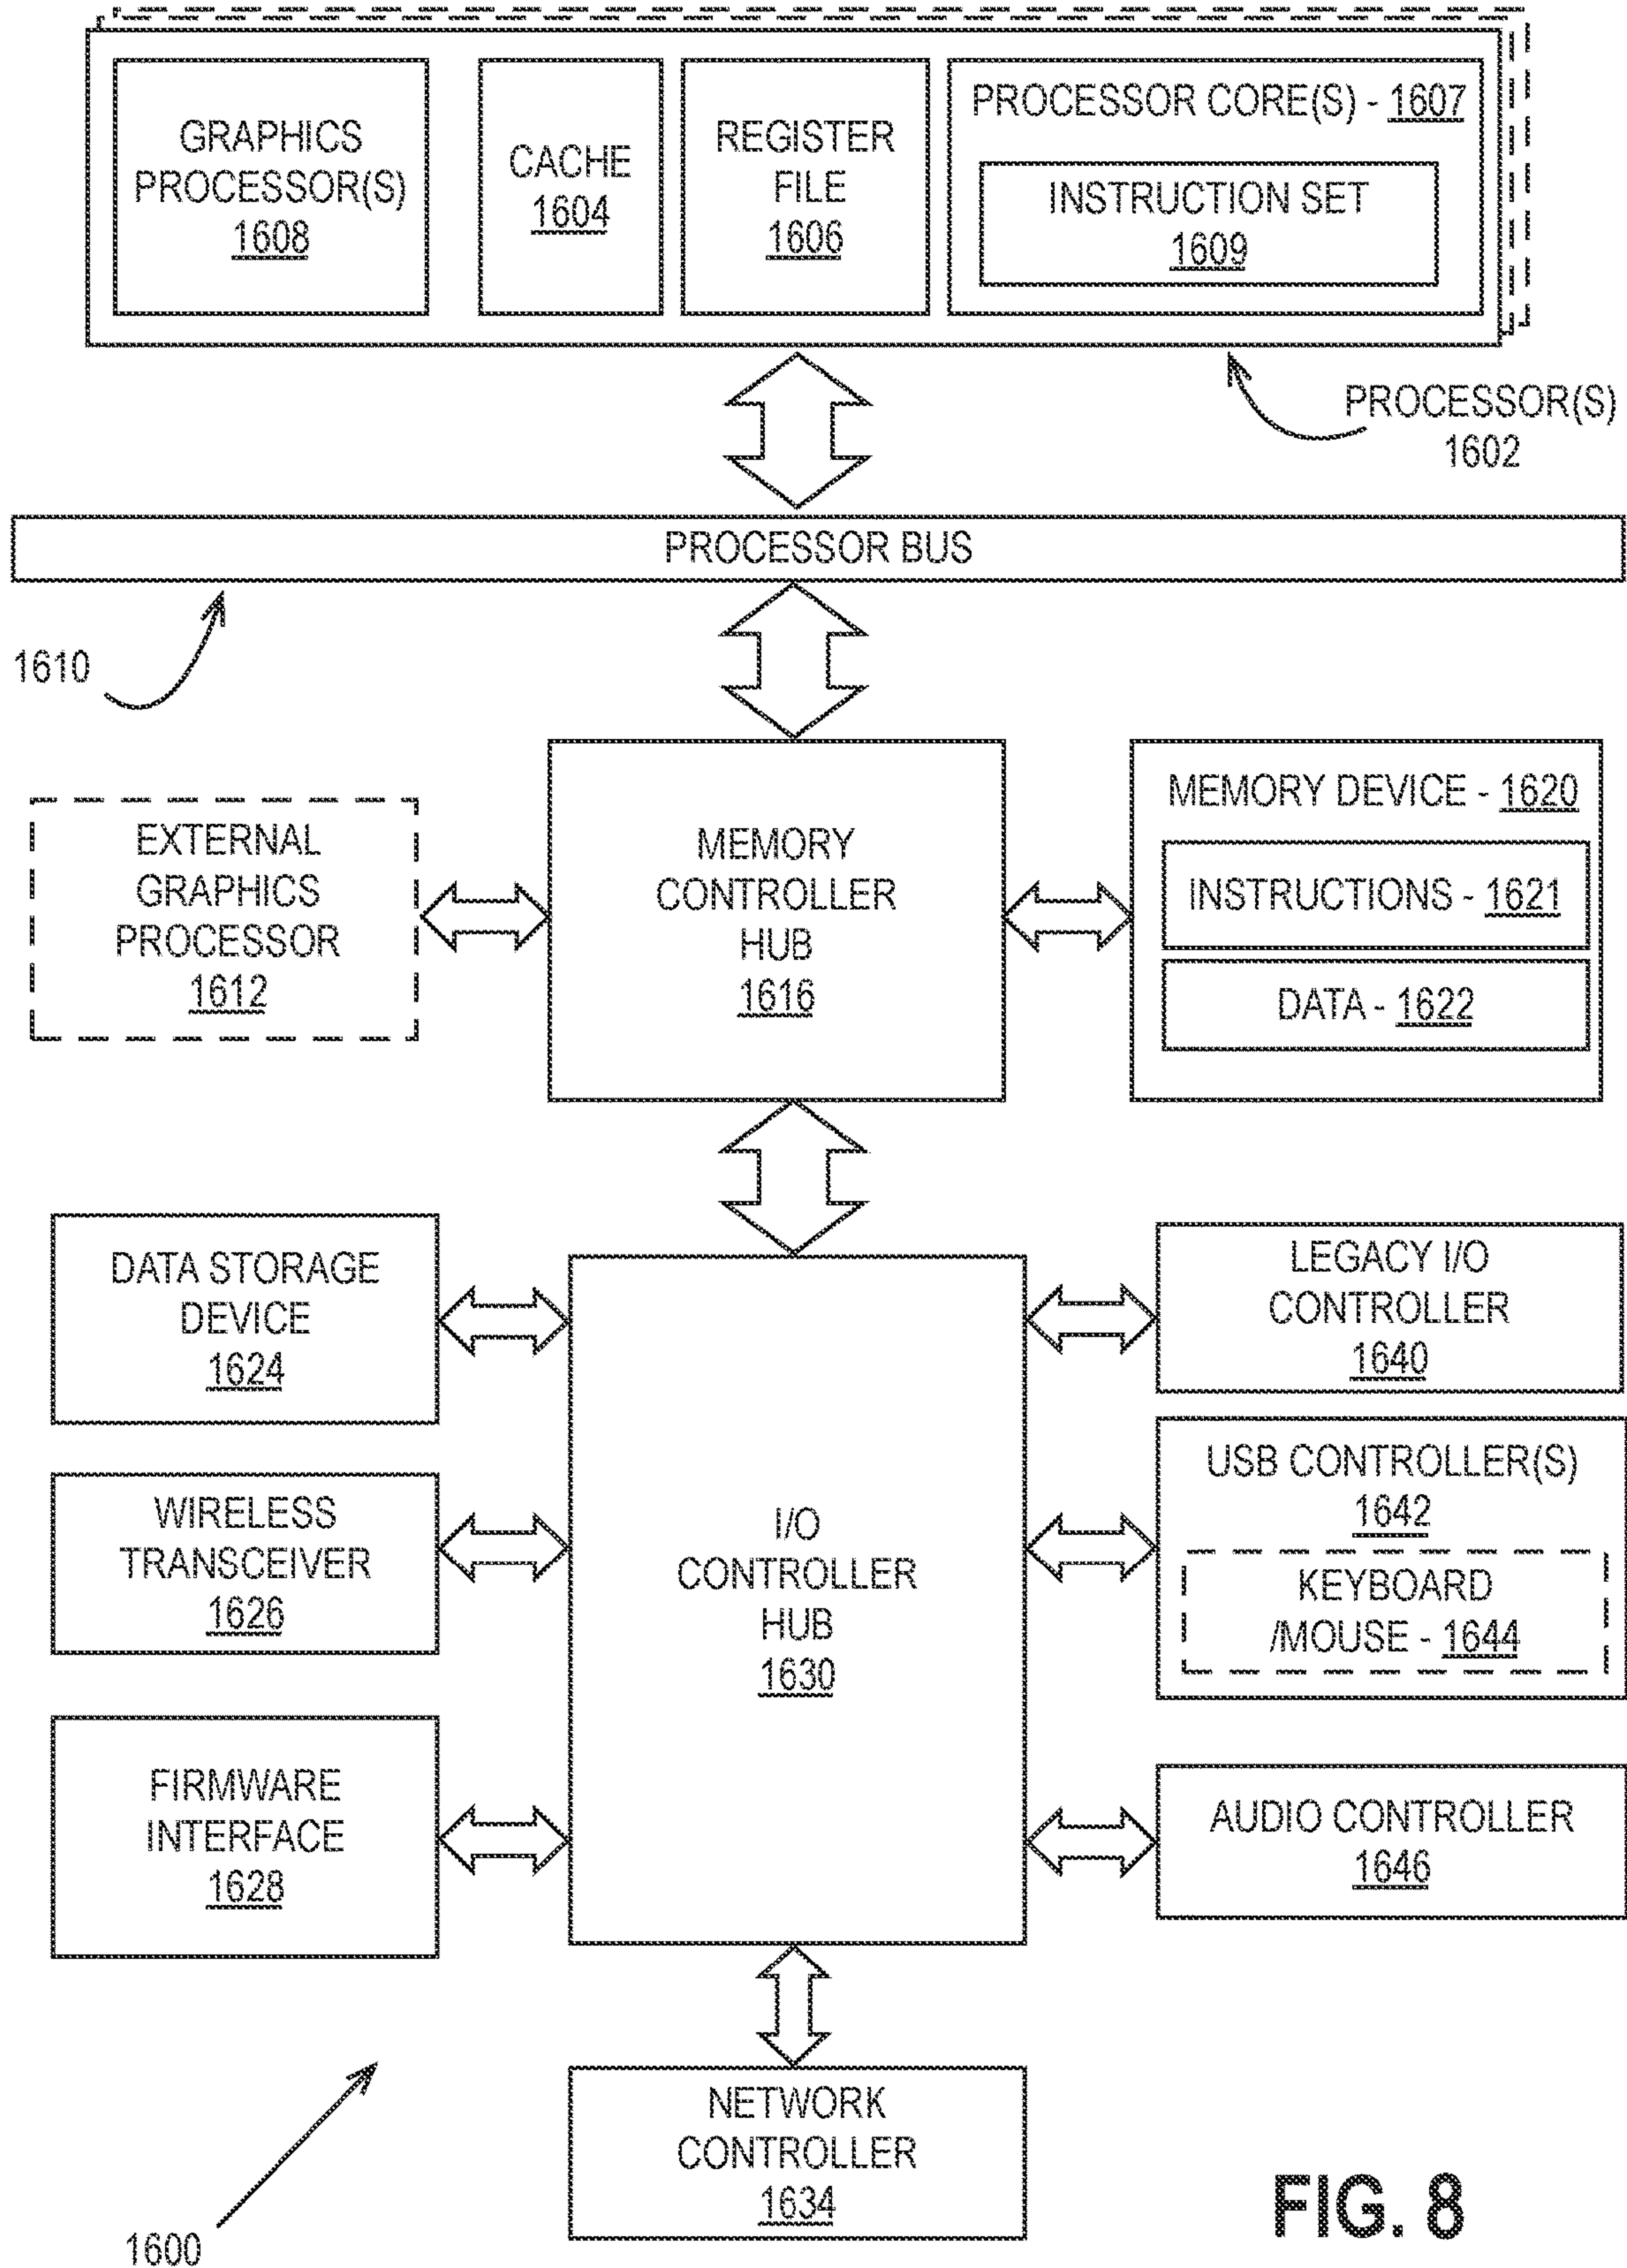 GRAPHICS
PROCESSOR(S)
1608
CACHE
1604
REGISTER
FILE
1606
PROCESSOR CORE(S) - 1607
INSTRUCTION SET
1609
PROCESSOR(S)
1602
PROCESSOR BUS
1610
EXTERNAL
GRAPHICS
PROCESSOR
1612
MEMORY
CONTROLLER
HUB
1616
MEMORY DEVICE - 1620
INSTRUCTIONS - 1621
DATA - 1622
DATA STORAGE
DEVICE
1624
LEGACY I/O
CONTROLLER
1640
WIRELESS
TRANSCEIVER
1626
I/O
CONTROLLER
HUB
1630
USB CONTROLLER(S)
1642
KEYBOARD
/MOUSE - 1644
FIRMWARE
INTERFACE
1628
AUDIO CONTROLLER
1646
NETWORK
CONTROLLER
1634
1600
FIG. 8